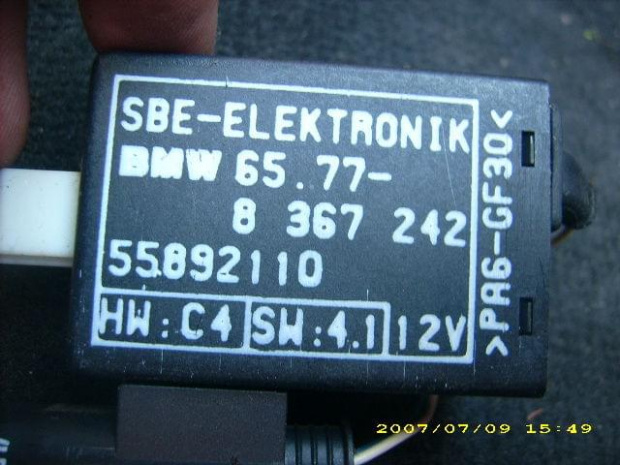 SBE-ELEKTRONIK
BMW 65.77-
8 367 242
55892110
HW:C4 SW:4.1 12V
>PA6-GF30<
2007/07/09 15:49